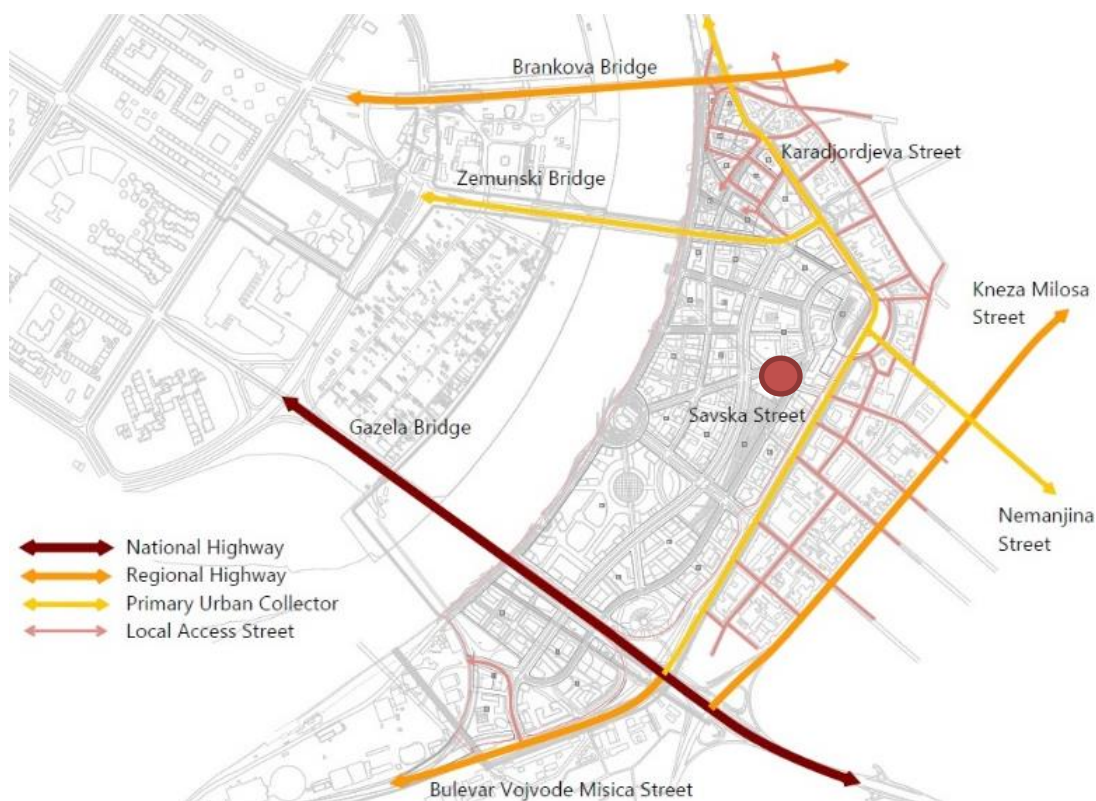 Brankova Bridge
Karadjordjeva Street
Zemunski Bridge
Kneza Milosa
Street
Savska Street
Gazela Bridge
Nemanjina
Street
National Highway
Regional Highway
Primary Urban Collector
Local Access Street
Bulevar Vojvode Misica Street